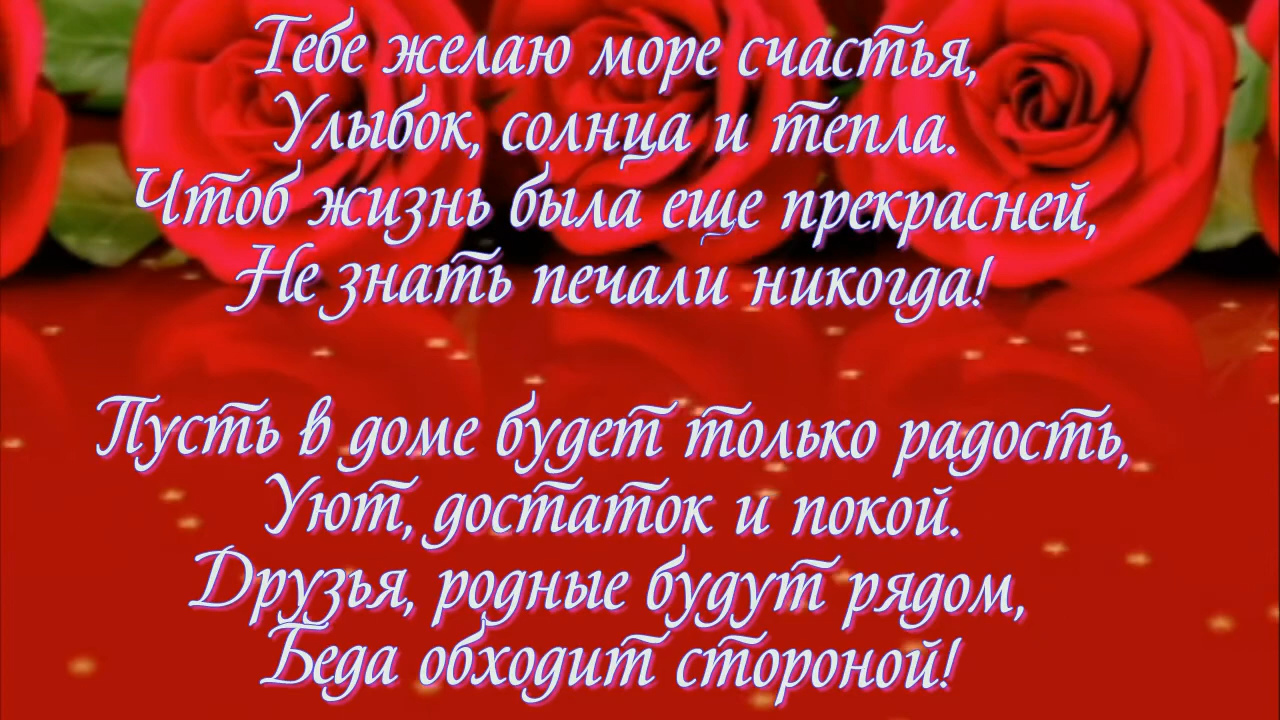 Тебе желаю море счастья,
Улыбок, солнца и тепла.
Чтоб жизнь была еще прекрасней,
Не знать печали никогда!
Пусть в доме будет только радость,
Уют, достаток и покой.
Друзья, родные будут рядом,
Беда обходит стороной!